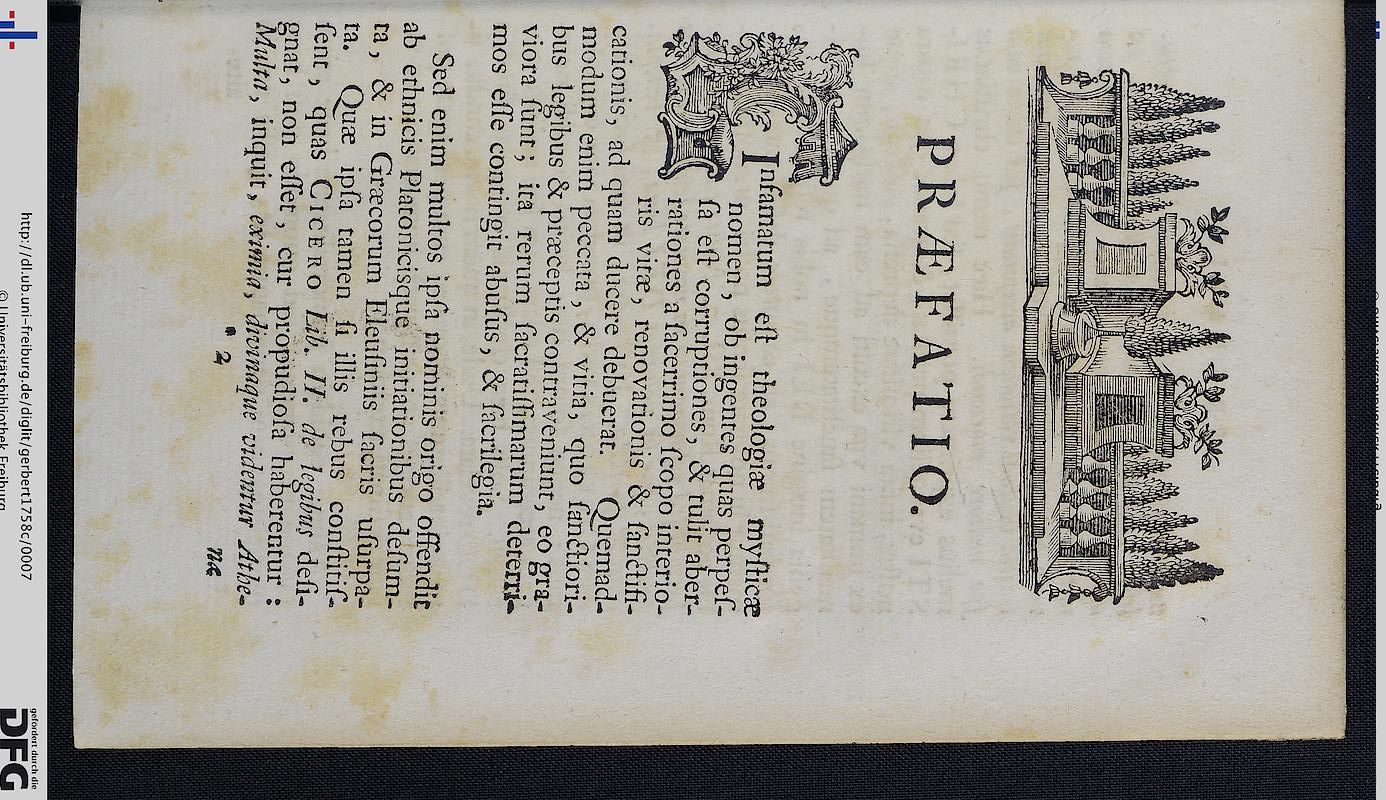 PRÆFATIO.
Infamatum eſt theologiæ myſticæ
nomen, ob ingentes quas perpeſ-
ſa eſt corruptiones, & tulit aber-
rationes a ſacerrimo ſcopo interio-
ris vitæ, renovationis & ſanctifi-
cationis, ad quam ducere debuerat. Quemad-
modum enim peccata, & vitia, quo ſanctiori-
bus legibus & præceptis contraveniunt, eo gra-
viora ſunt; ita rerum ſacratiſſimarum deterri-
mos eſſe contingit abuſus, & ſacrilegia.
Sed enim multos ipſa nominis origo offendit
ab ethnicis Platonicisque initiationibus deſum-
ta, & in Græcorum Eleuſiniis ſacris uſurpa-
ta. Quæ ipſa tamen ſi illis rebus conſtitiſ-
ſent, quas CICERO Lib. II. de legibus deſi-
gnat, non eſſet, cur propudioſa haberentur:
Multa, inquit, eximia, divinaque videntur Athe-
* 2 næ
http://dl.ub.uni-freiburg.de/diglit/gerbert1758c/0007
© Universitätsbibliothek Freiburg
gefördert durch die
DFG